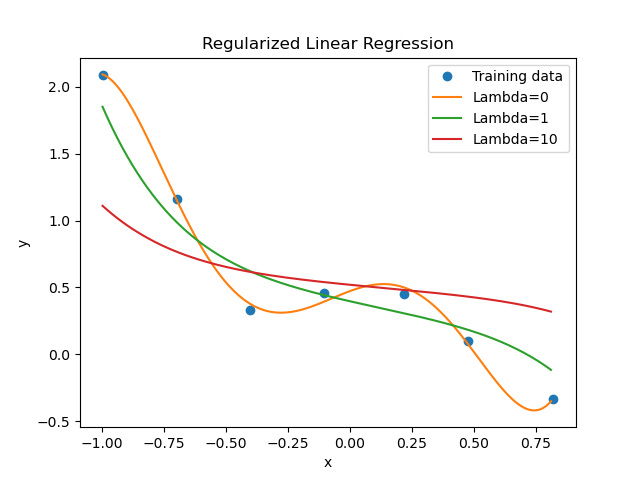 Regularized Linear Regression
Training data
Lambda=0
Lambda=1
Lambda=10
2.0
1.5
1.0
0.5
0.0
−0.5
y
−1.00 −0.75 −0.50 −0.25 0.00 0.25 0.50 0.75
x